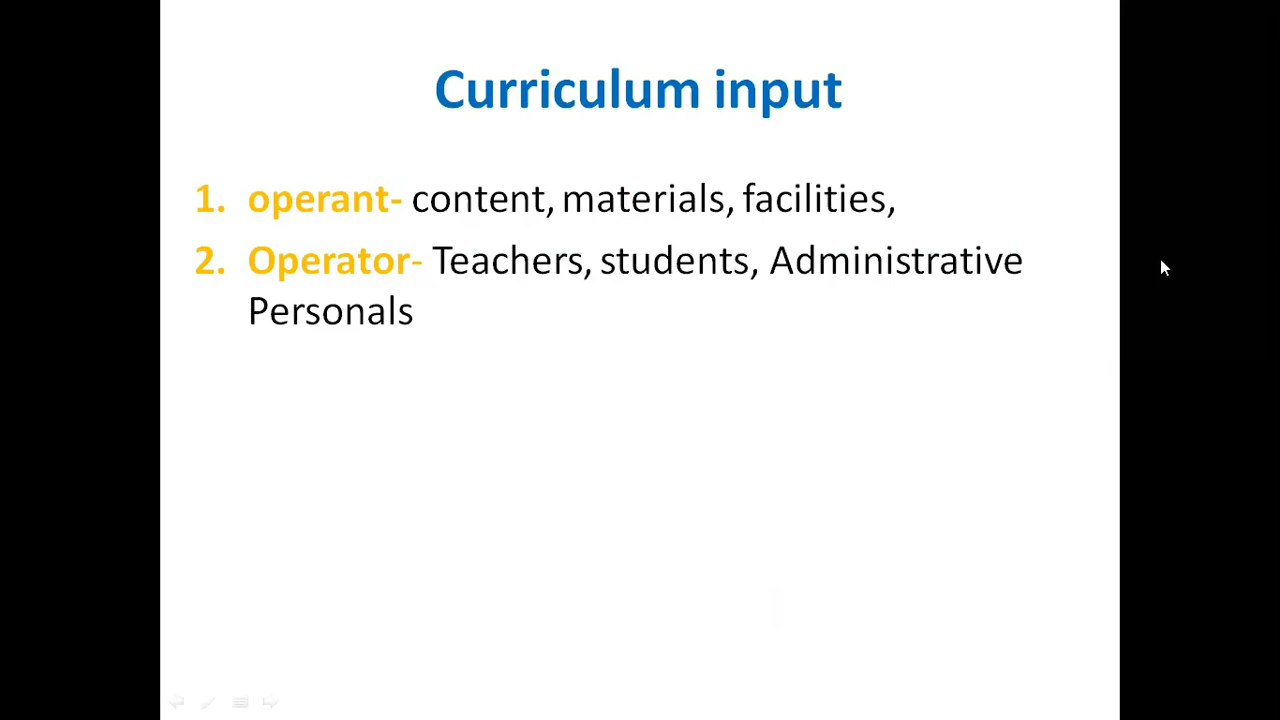 Curriculum input
1. operant- content, materials, facilities,
2. Operator- Teachers, students, Administrative
Personals